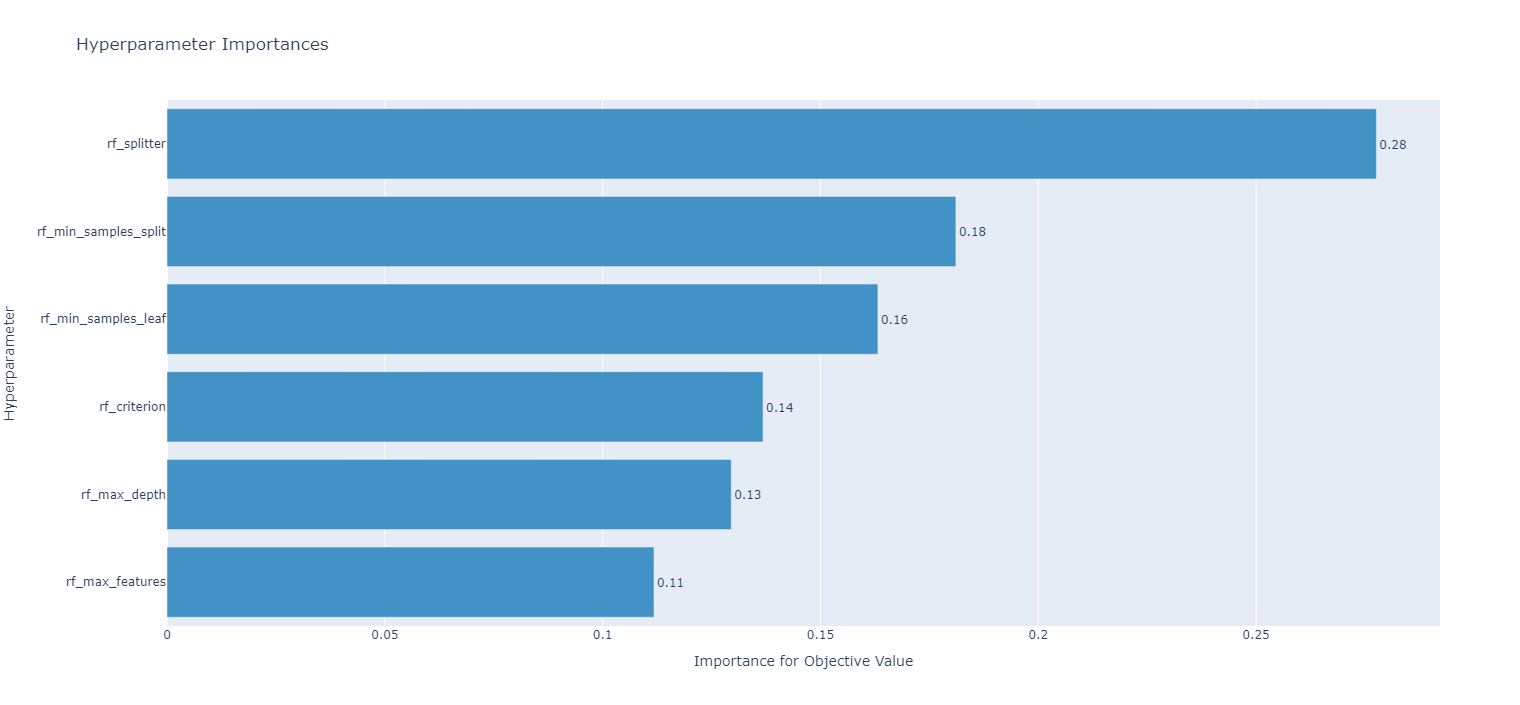 Hyperparameter Importances
Hyperparameter
rf_splitter
0.28
rf_min_samples_split
0.18
rf_min_samples_leaf
0.16
rf_criterion
0.14
rf_max_depth
0.13
rf_max_features
0.11
0
0.05
0.1
0.15
0.2
0.25
Importance for Objective Value